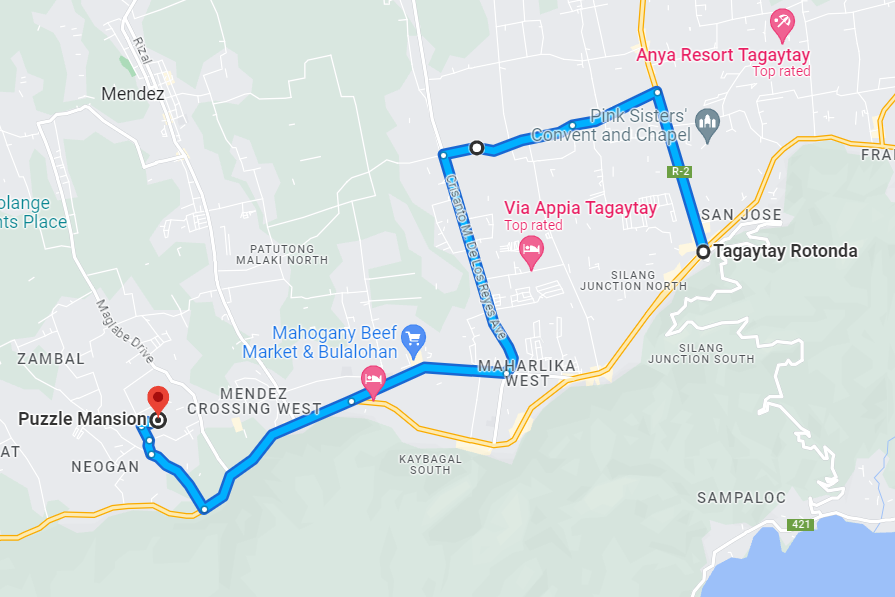 Rizal
Mendez
Anya Resort Tagaytay
Top rated
Pink Sisters'
Convent and Chapel
FRA
R-2
olange
ts Place
Crisanto M. De Los Reyes Ave
Via Appia Tagaytay
Top rated
SAN JOSE
PATUTONG
MALAKI NORTH
Tagaytay Rotonda
SILANG
JUNCTION NORTH
Maglabe Drive
Mahogany Beef
Market & Bulalohan
SILANG
JUNCTION SOUTH
ZAMBAL
MAHARLIKA
WEST
MENDEZ
CROSSING WEST
Puzzle Mansion
AT
NEOGAN
KAYBAGAL
SOUTH
SAMPALOC
421